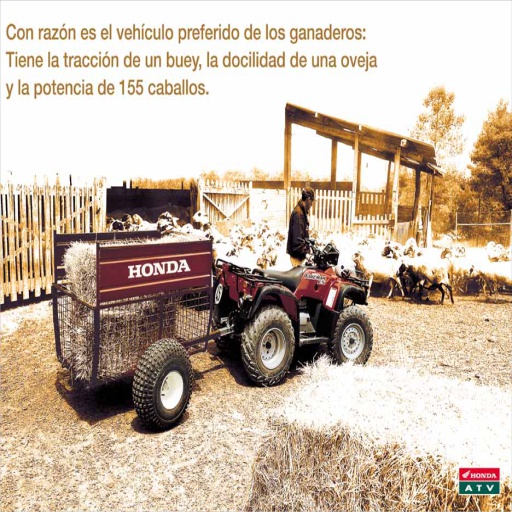 Con razón es el vehículo preferido de los ganaderos:
Tiene la tracción de un buey, la docilidad de una oveja
y la potencia de 155 caballos.
HONDA
HONDA
ATV